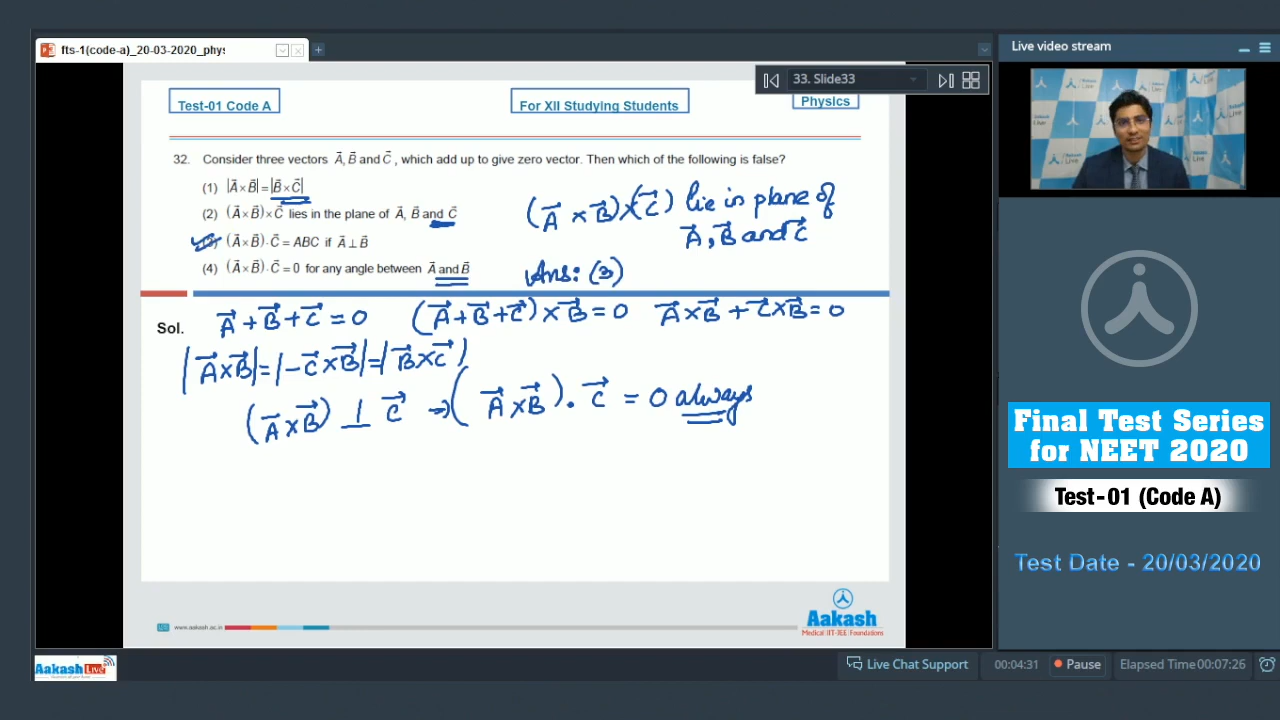 fts-1(code-a)_20-03-2020_phys
Live video stream
33. Slide33
Test-01 Code A
For XII Studying Students
Physics
32. Consider three vectors A⃗, B⃗ and C⃗, which add up to give zero vector. Then which of the following is false?
(1) |A⃗ × B⃗| = |B⃗ × C⃗|
(2) (A⃗ × B⃗) × C⃗ lies in the plane of A⃗, B⃗ and C⃗
(3) (A⃗ × B⃗) · C⃗ = ABC if A⃗ ⊥ B⃗
(4) (A⃗ × B⃗) · C⃗ = 0 for any angle between A⃗ and B⃗
(A⃗ × B⃗) × (C⃗) lie in plane of
A⃗, B⃗ and C⃗
Ans: (3)
Sol. A⃗ + B⃗ + C⃗ = 0 (A⃗ + B⃗ + C⃗) × B⃗ = 0 A⃗ × B⃗ + C⃗ × B⃗ = 0
|A⃗ × B⃗| = |−C⃗ × B⃗| = |B⃗ × C⃗|
(A⃗ × B⃗) ⊥ C⃗ → (A⃗ × B⃗) · C⃗ = 0 always
www.aakash.ac.in
Aakash
Medical|IIT-JEE|Foundations
Aakash Live
Final Test Series
for NEET 2020
Test-01 (Code A)
Test Date - 20/03/2020
Live Chat Support
00:04:31
Pause
Elapsed Time 00:07:26